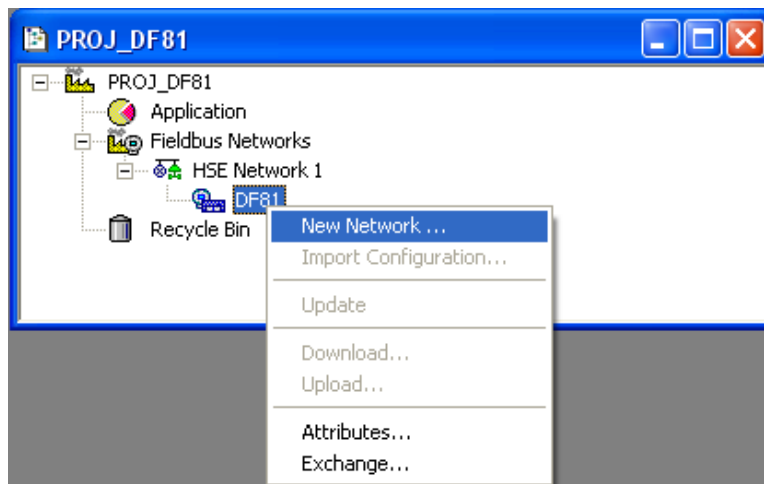 PROJ_DF81
PROJ_DF81
Application
Fieldbus Networks
HSE Network 1
DF81
Recycle Bin
New Network ...
Import Configuration...
Update
Download...
Upload...
Attributes...
Exchange...